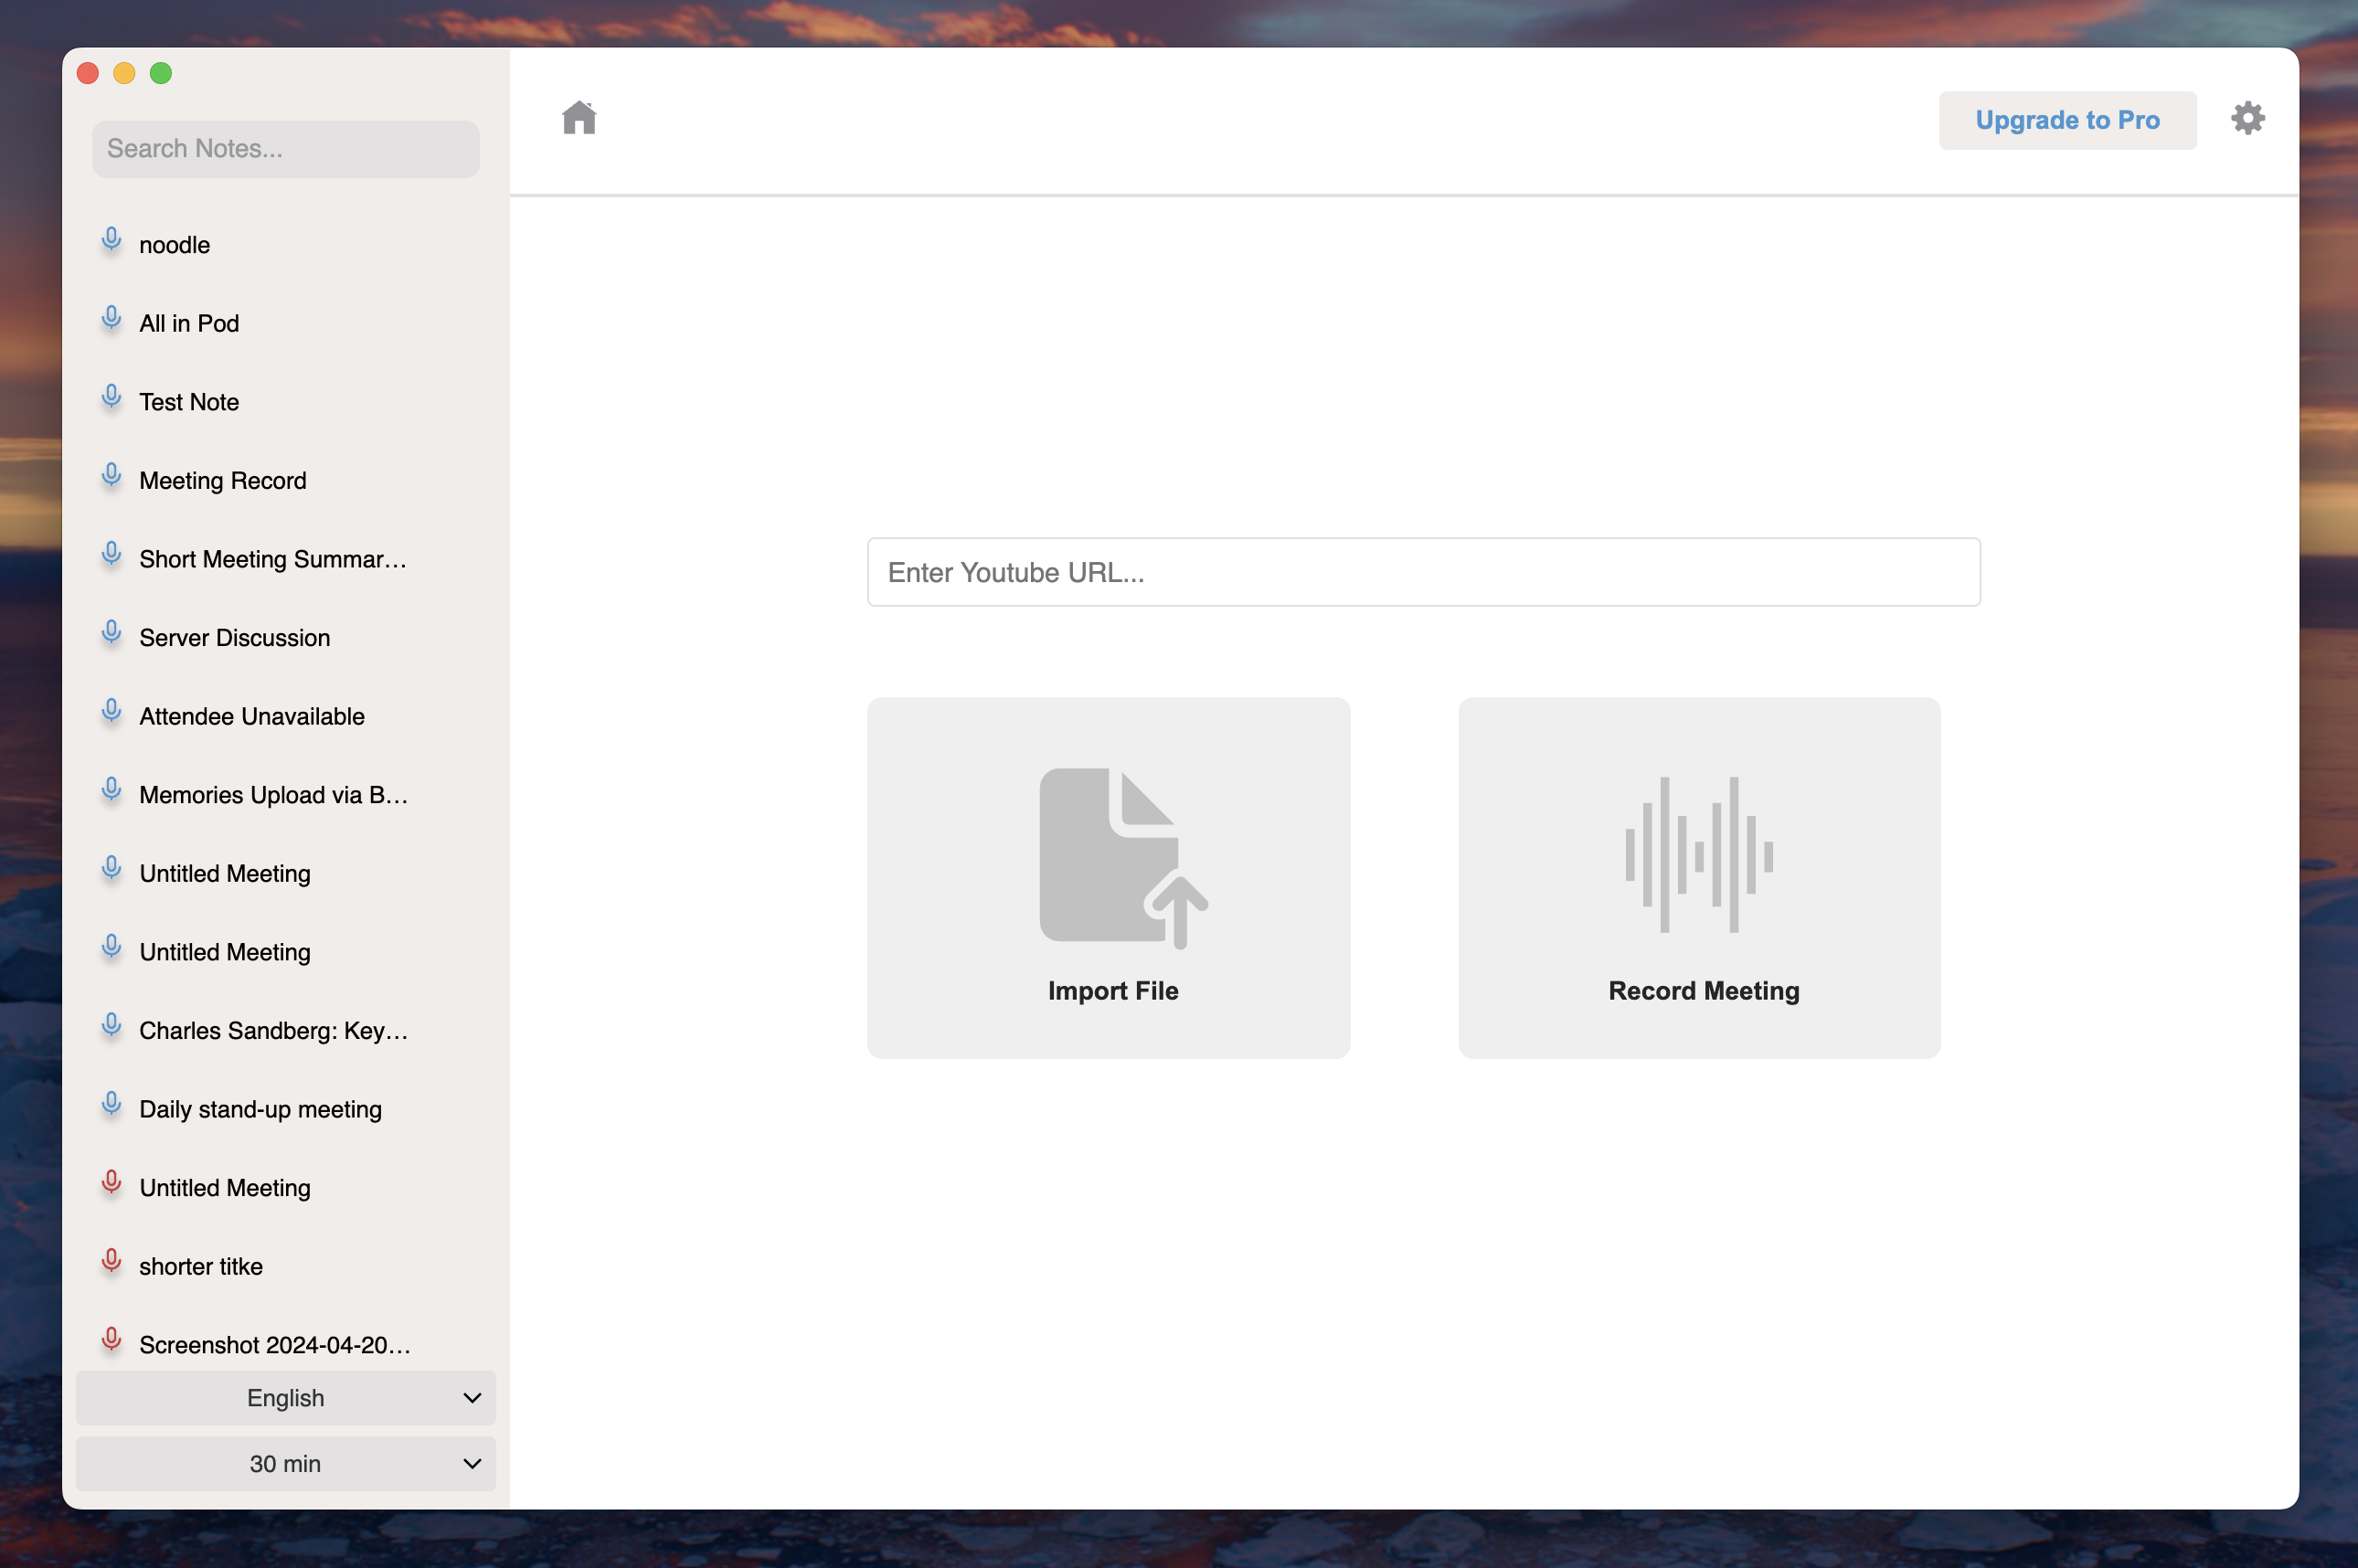 Search Notes...
noodle
All in Pod
Test Note
Meeting Record
Short Meeting Summar...
Server Discussion
Attendee Unavailable
Memories Upload via B...
Untitled Meeting
Untitled Meeting
Charles Sandberg: Key...
Daily stand-up meeting
Untitled Meeting
shorter titke
Screenshot 2024-04-20...
English
30 min
Upgrade to Pro
Enter Youtube URL...
Import File
Record Meeting